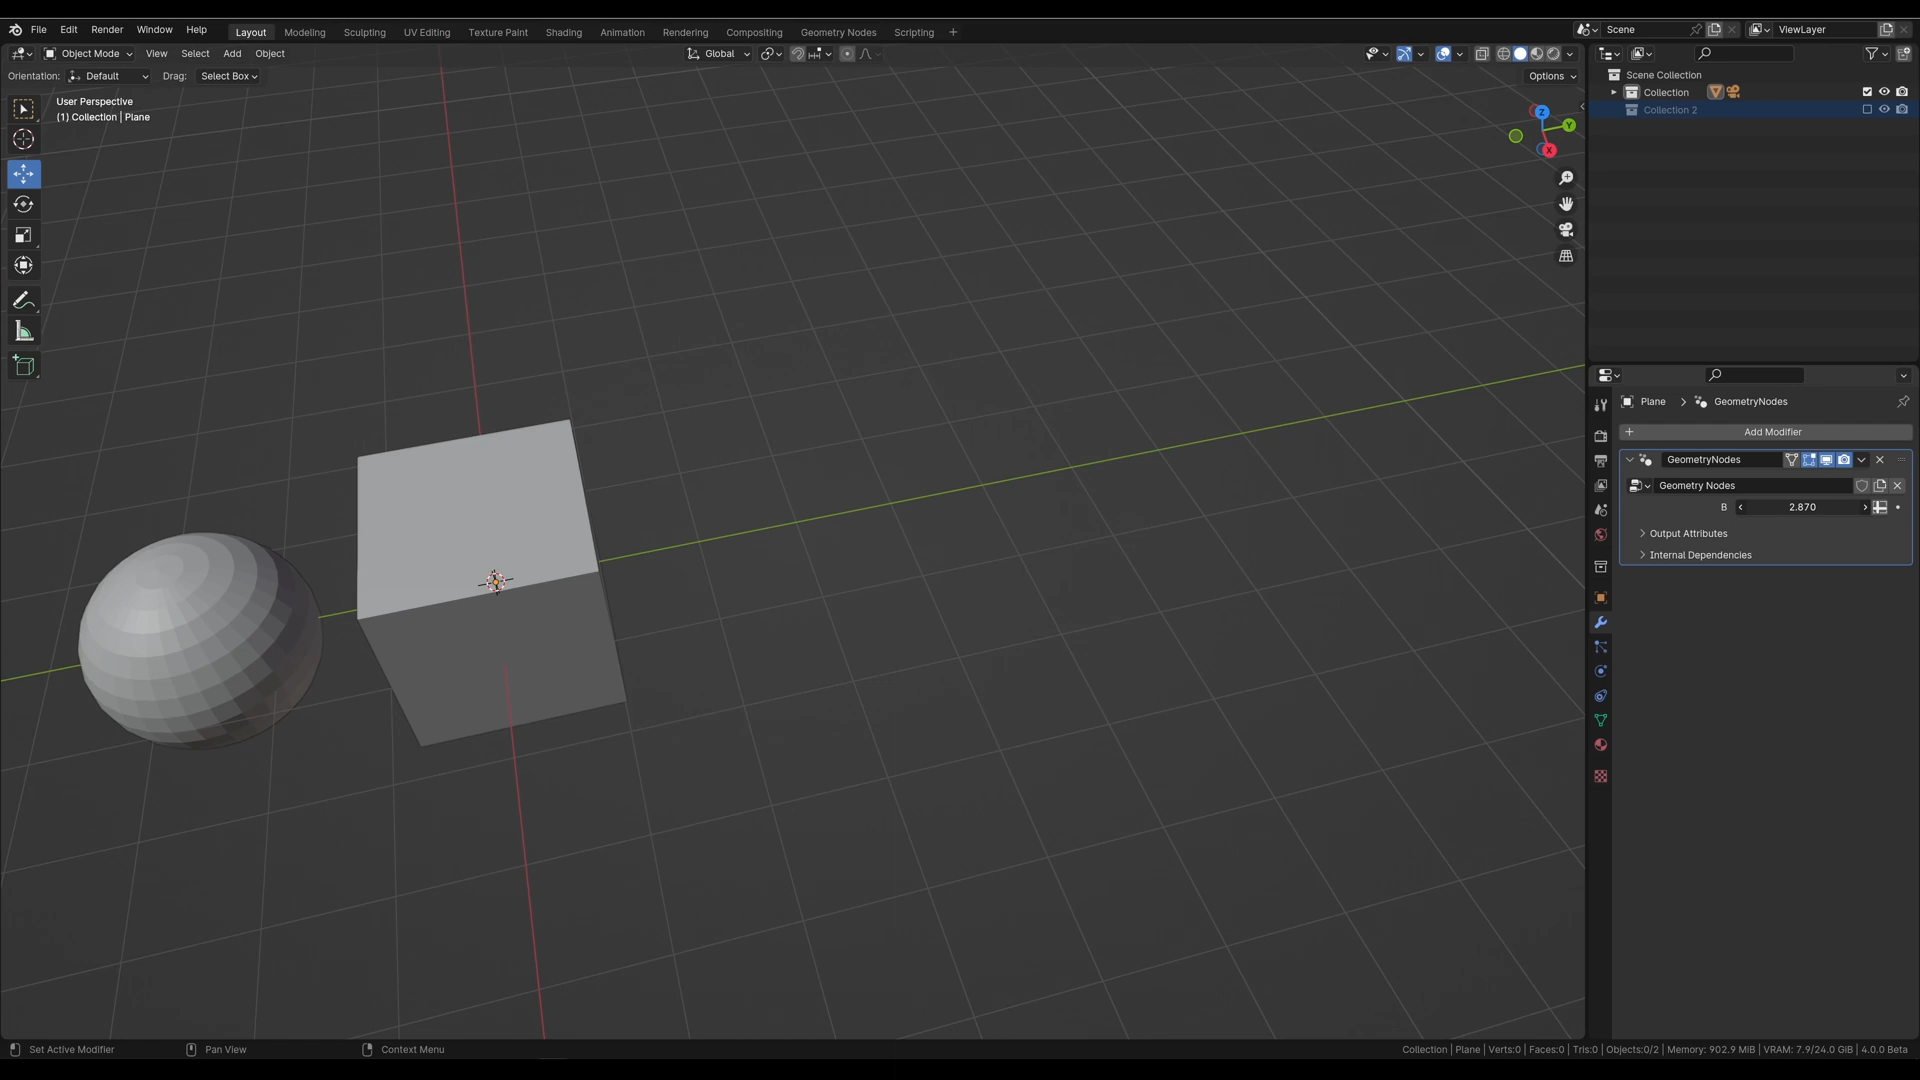 File Edit Render Window Help Layout Modeling Sculpting UV Editing Texture Paint Shading Animation Rendering Compositing Geometry Nodes Scripting + Scene ViewLayer
Object Mode View Select Add Object Global
Orientation: Default Drag: Select Box Options
User Perspective
(1) Collection | Plane
Z
Y
X
Scene Collection
Collection
Collection 2
Plane > GeometryNodes
+ Add Modifier
GeometryNodes
Geometry Nodes
B 2.870
Output Attributes
Internal Dependencies
Set Active Modifier Pan View Context Menu Collection | Plane | Verts:0 | Faces:0 | Tris:0 | Objects:0/2 | Memory: 902.9 MiB | VRAM: 7.9/24.0 GiB | 4.0.0 Beta